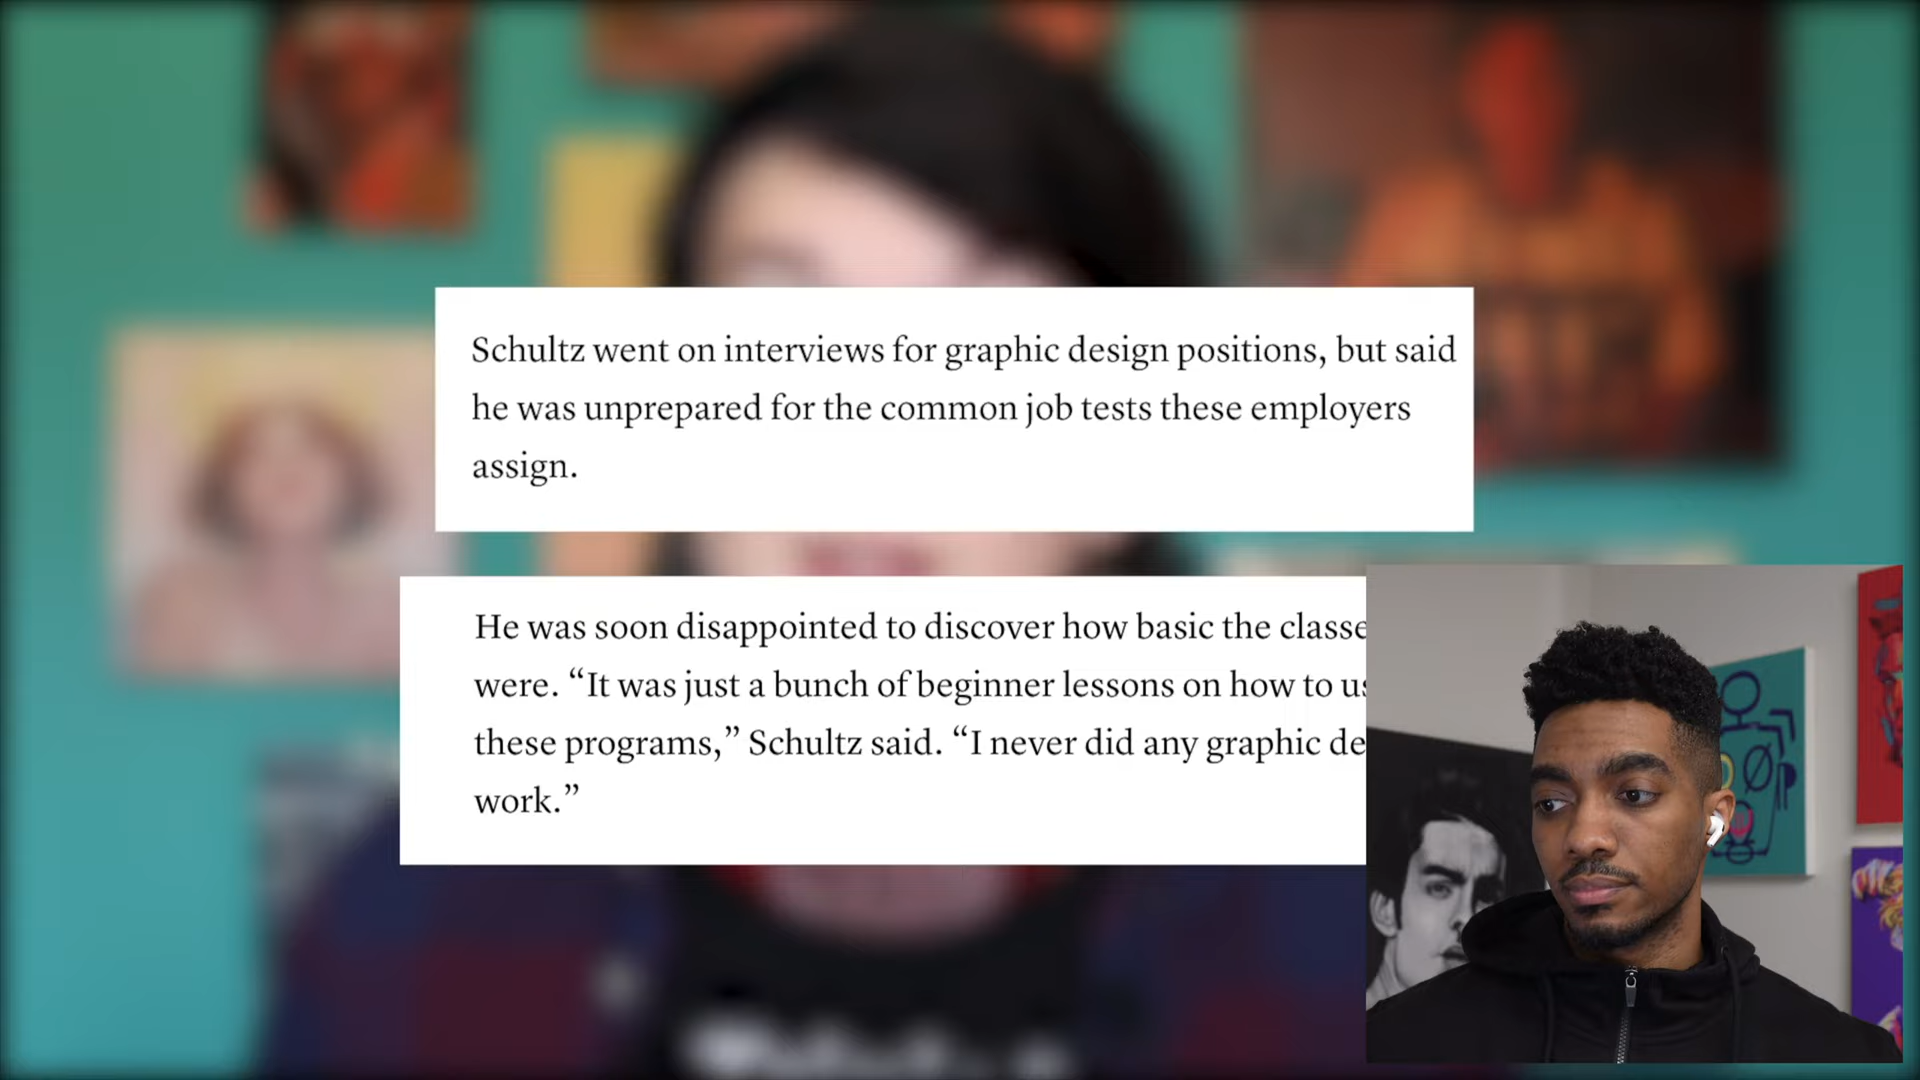 Schultz went on interviews for graphic design positions, but said
he was unprepared for the common job tests these employers
assign.
He was soon disappointed to discover how basic the classe
were. “It was just a bunch of beginner lessons on how to us
these programs,” Schultz said. “I never did any graphic de
work.”